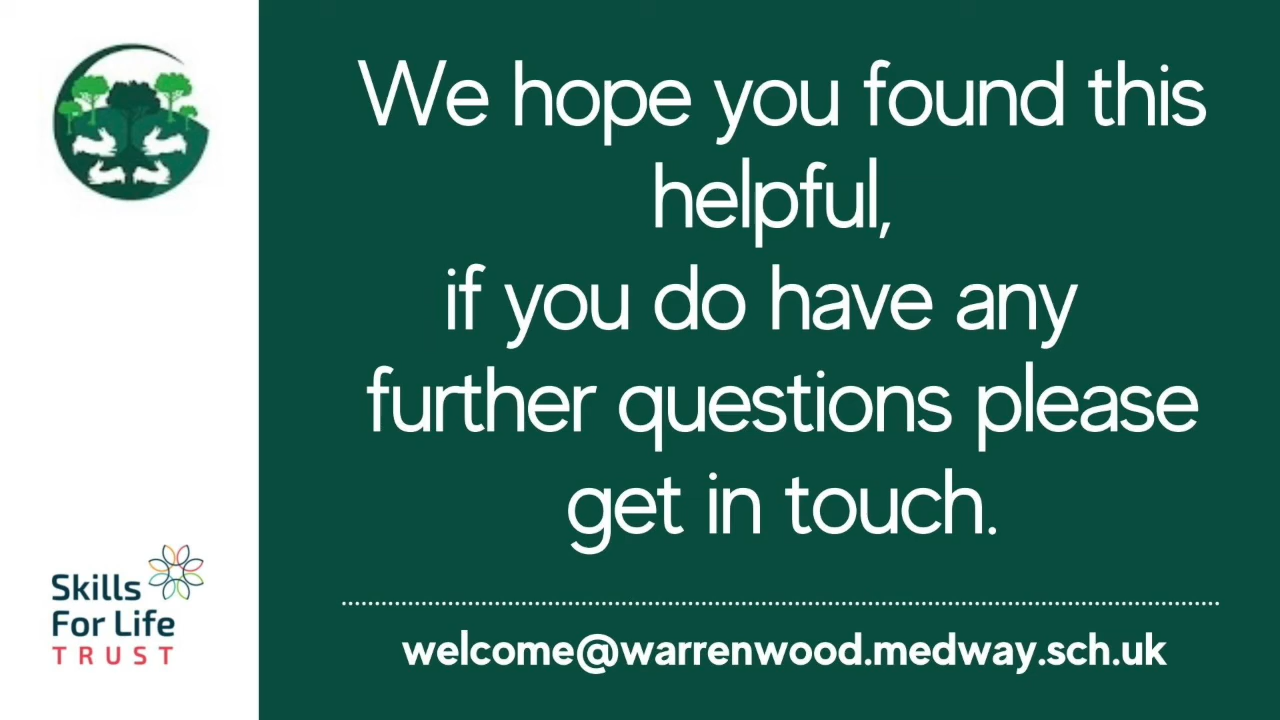 We hope you found this
helpful,
if you do have any
further questions please
get in touch.
welcome@warrenwood.medway.sch.uk
Skills
For Life
TRUST